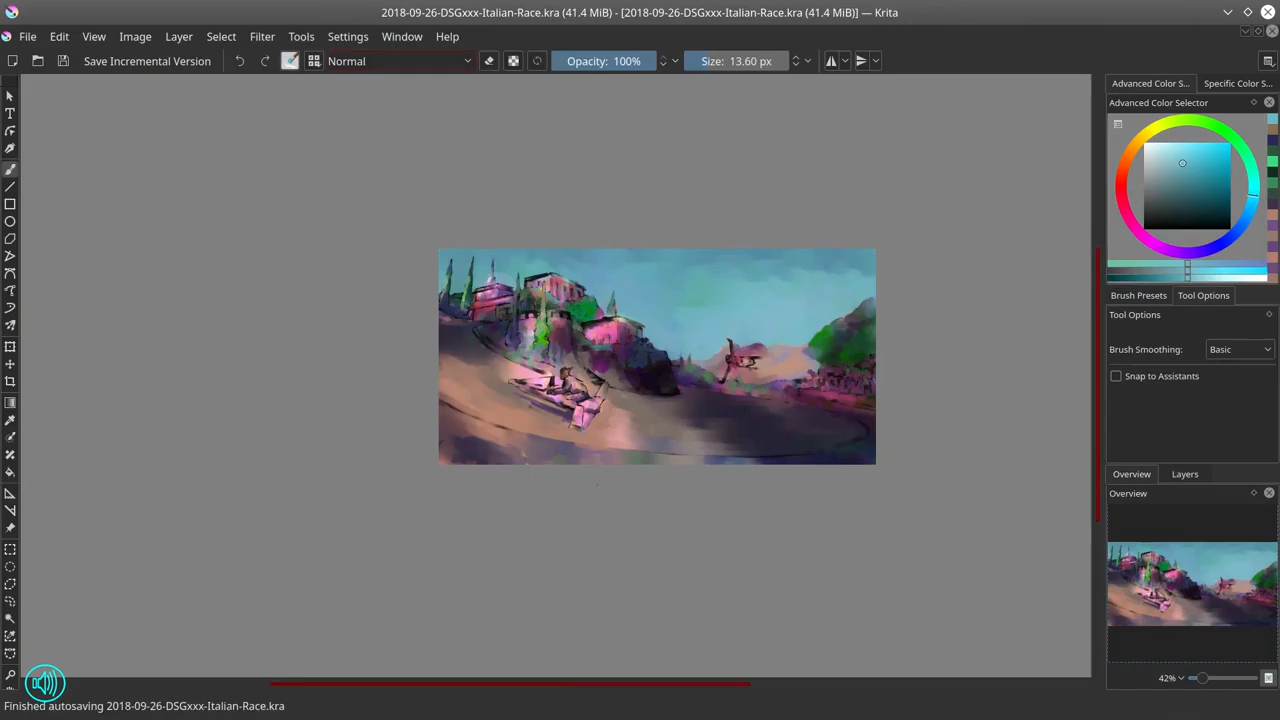 2018-09-26-DSGxxx-Italian-Race.kra (41.4 MiB) - [2018-09-26-DSGxxx-Italian-Race.kra (41.4 MiB)] — Krita
File Edit View Image Layer Select Filter Tools Settings Window Help
Save Incremental Version Normal Opacity: 100% Size: 13.60 px
Advanced Color S... Specific Color S...
Advanced Color Selector
Brush Presets Tool Options
Tool Options
Brush Smoothing: Basic
Snap to Assistants
Overview Layers
Overview
42%
Finished autosaving 2018-09-26-DSGxxx-Italian-Race.kra